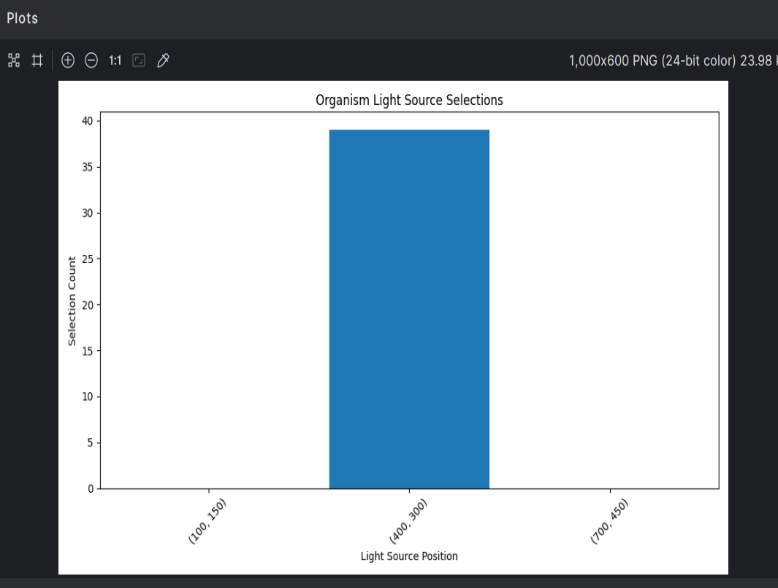 Plots
1:1
1,000x600 PNG (24-bit color) 23.98
Organism Light Source Selections
40
35
30
25
20
15
10
5
0
Selection Count
(100, 150)
(400, 300)
(700, 450)
Light Source Position